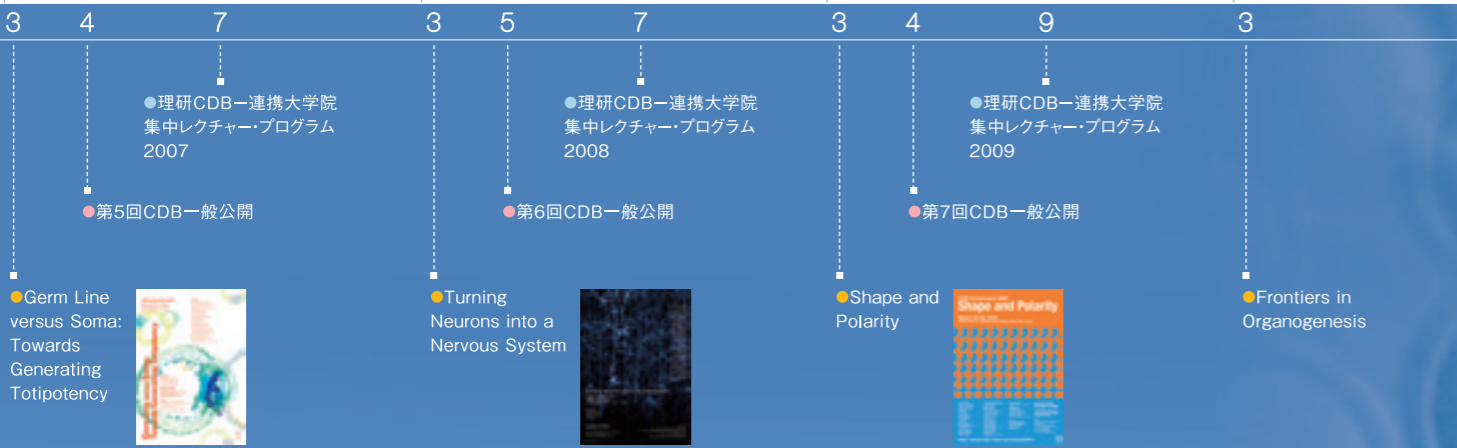 3 4 7 3 5 7 3 4 9 3
●理研CDBー連携大学院
集中レクチャー・プログラム
2007
●理研CDBー連携大学院
集中レクチャー・プログラム
2008
●理研CDBー連携大学院
集中レクチャー・プログラム
2009
●第5回CDB一般公開
●第6回CDB一般公開
●第7回CDB一般公開
●Germ Line
versus Soma:
Towards
Generating
Totipotency
●Turning
Neurons into a
Nervous System
●Shape and
Polarity
Shape and Polarity
●Frontiers in
Organogenesis